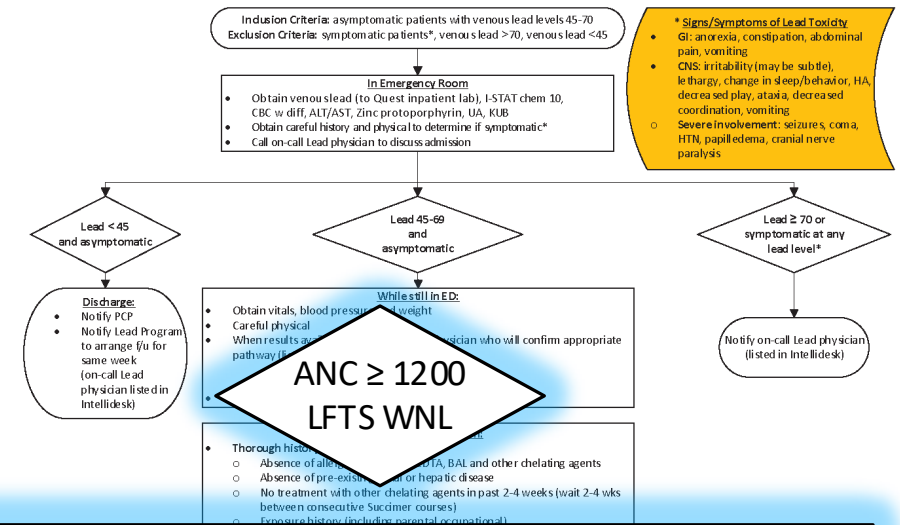 Inclusion Criteria: asymptomatic patients with venous lead levels 45-70
Exclusion Criteria: symptomatic patients*, venous lead >70, venous lead <45
* Signs/Symptoms of Lead Toxicity
• GI: anorexia, constipation, abdominal
pain, vomiting
• CNS: irritability (may be subtle),
lethargy, change in sleep/behavior, HA,
decreased play, ataxia, decreased
coordination, vomiting
o Severe involvement: seizures, coma,
HTN, papilledema, cranial nerve
paralysis
In Emergency Room
• Obtain venous lead (to Quest inpatient lab), I-STAT chem 10,
CBC w diff, ALT/AST, Zinc protoporphyrin, UA, KUB
• Obtain careful history and physical to determine if symptomatic*
• Call on-call Lead physician to discuss admission
Lead < 45
and asymptomatic
Lead 45-69
and
asymptomatic
Lead ≥ 70 or
symptomatic at any
lead level*
Discharge:
• Notify PCP
• Notify Lead Program
to arrange f/u for
same week
(on-call Lead
physician listed in
Intellidesk)
While still in ED:
• Obtain vitals, blood pressure weight
• Careful physical
• When results who will confirm appropriate
pathway
•
ANC ≥ 1200
LFTS WNL
Notify on-call Lead physician
(listed in Intellidesk)
• Thorough
o Absence of BAL and other chelating agents
o Absence of or hepatic disease
o No treatment with other chelating agents in past 2-4 weeks (wait 2-4 wks
between consecutive Succimer courses)
o Exposure history (including parental occupational)